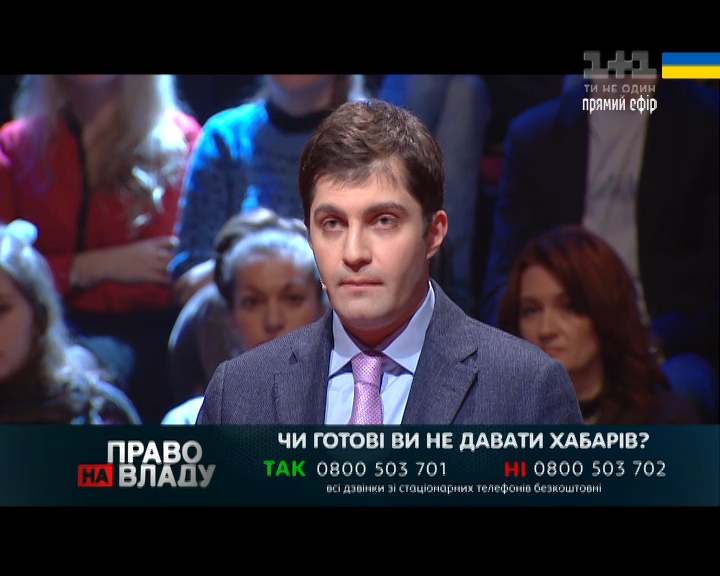 1+1
ТИ НЕ ОДИН
ПРЯМИЙ ЕФІР
ПРАВО
НА ВЛАДУ
ЧИ ГОТОВІ ВИ НЕ ДАВАТИ ХАБАРІВ?
ТАК 0800 503 701 НІ 0800 503 702
ВСІ ДЗВІНКИ ЗІ СТАЦІОНАРНИХ ТЕЛЕФОНІВ БЕЗКОШТОВНІ